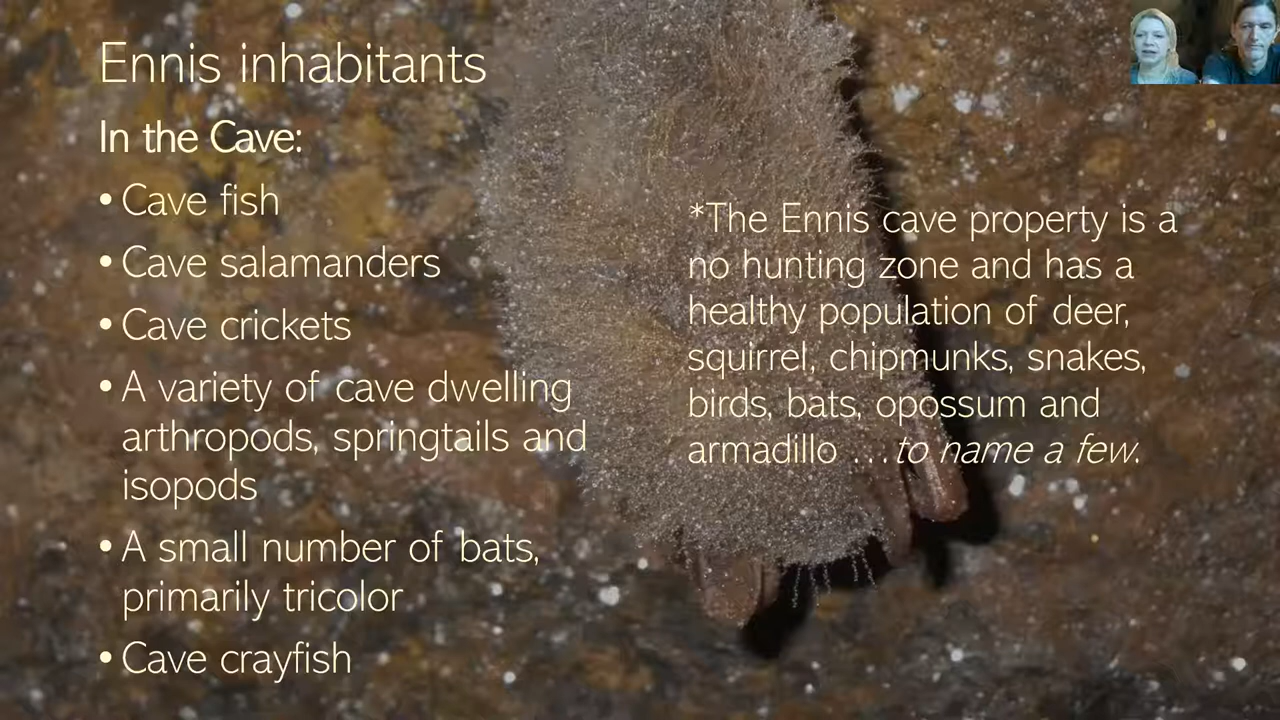 Ennis inhabitants
In the Cave:
• Cave fish
• Cave salamanders
• Cave crickets
• A variety of cave dwelling
arthropods, springtails and
isopods
• A small number of bats,
primarily tricolor
• Cave crayfish
*The Ennis cave property is a
no hunting zone and has a
healthy population of deer,
squirrel, chipmunks, snakes,
birds, bats, opossum and
armadillo …to name a few.